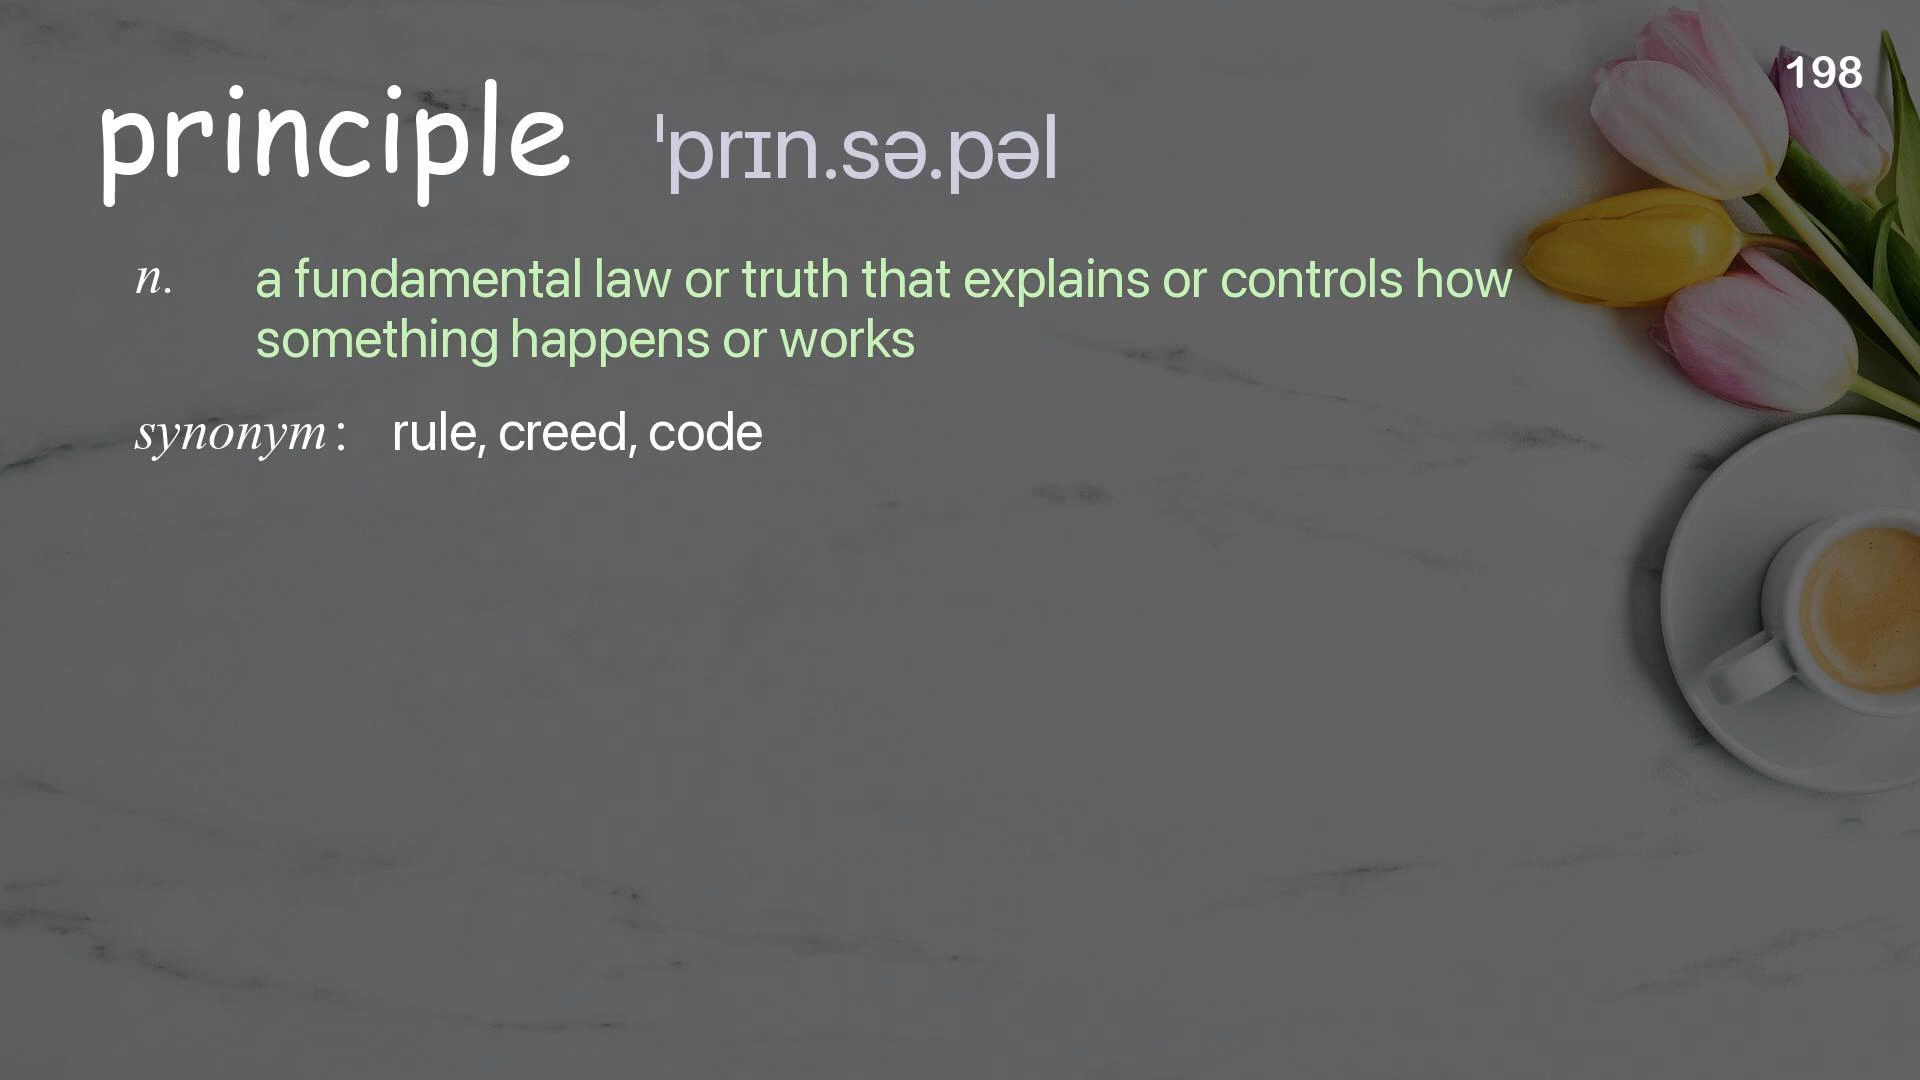 198
principle ˈprɪn.sə.pəl
n. a fundamental law or truth that explains or controls how
something happens or works
synonym: rule, creed, code